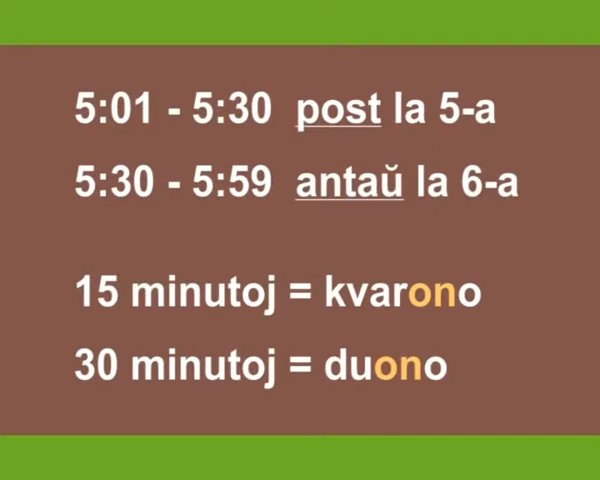 5:01 - 5:30 post la 5-a
5:30 - 5:59 antaŭ la 6-a
15 minutoj = kvarono
30 minutoj = duono